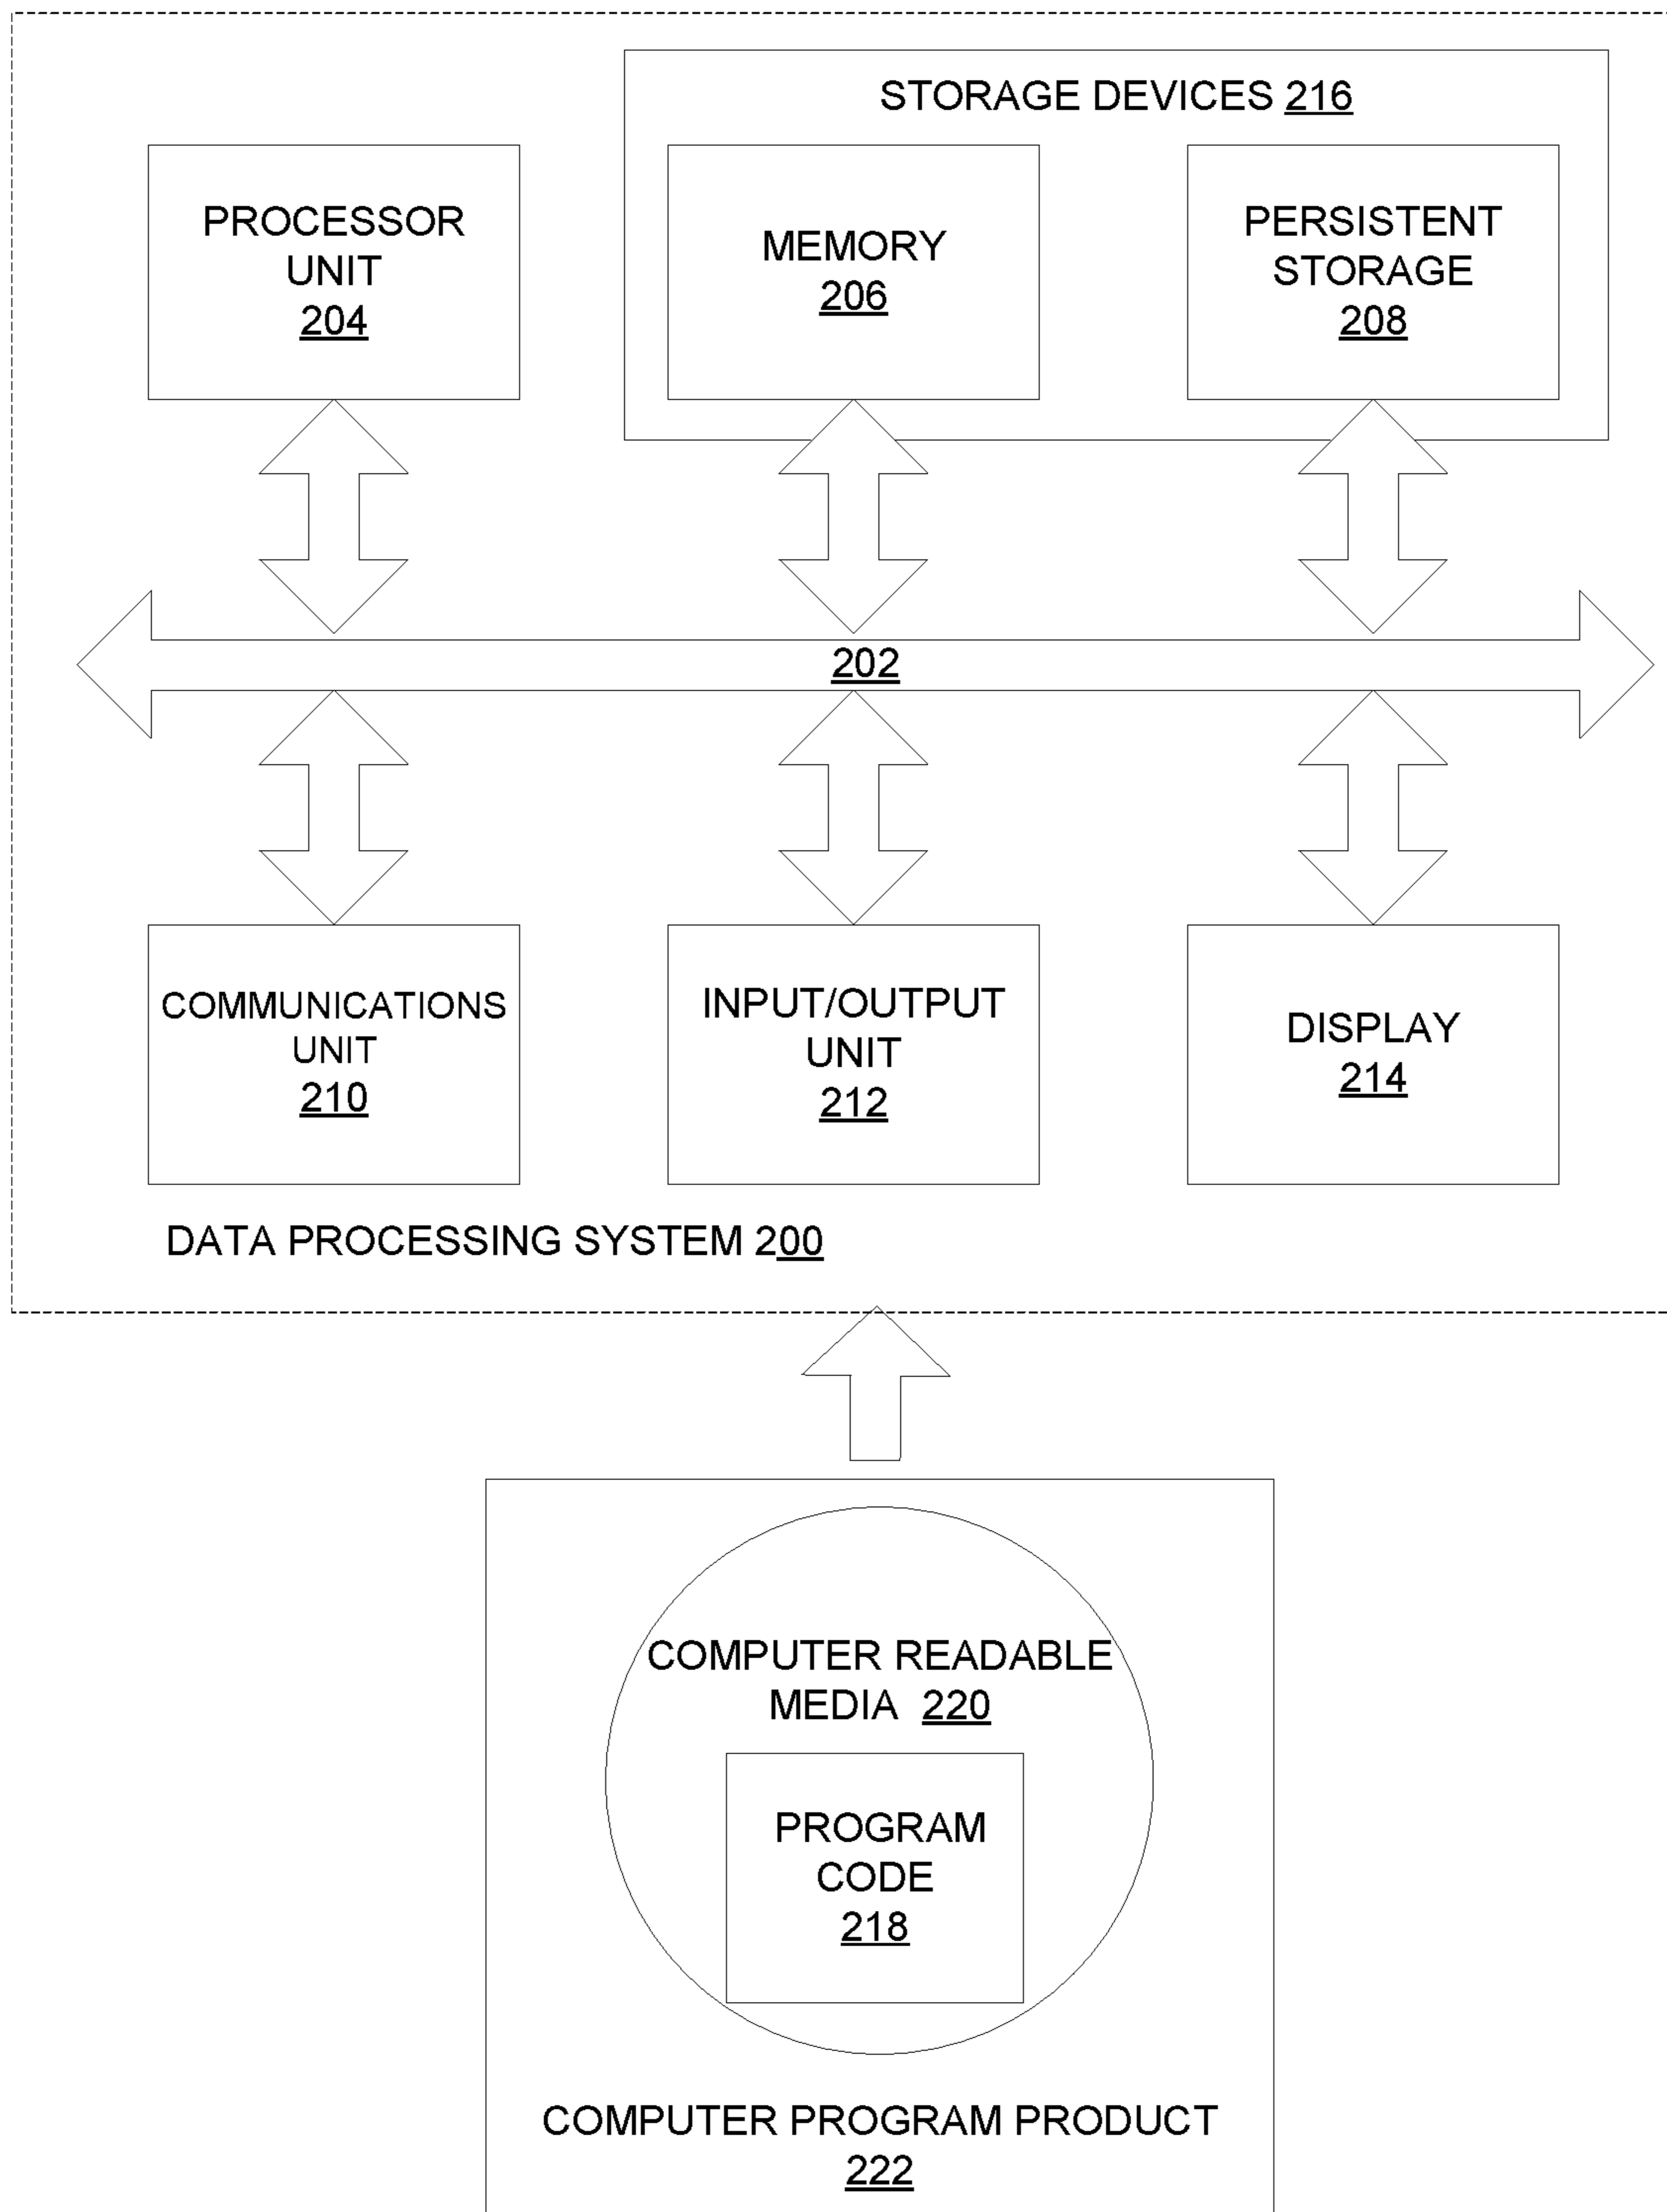 STORAGE DEVICES 216
PROCESSOR
UNIT
204
MEMORY
206
PERSISTENT
STORAGE
208
202
COMMUNICATIONS
UNIT
210
INPUT/OUTPUT
UNIT
212
DISPLAY
214
DATA PROCESSING SYSTEM 200
COMPUTER READABLE
MEDIA 220
PROGRAM
CODE
218
COMPUTER PROGRAM PRODUCT
222